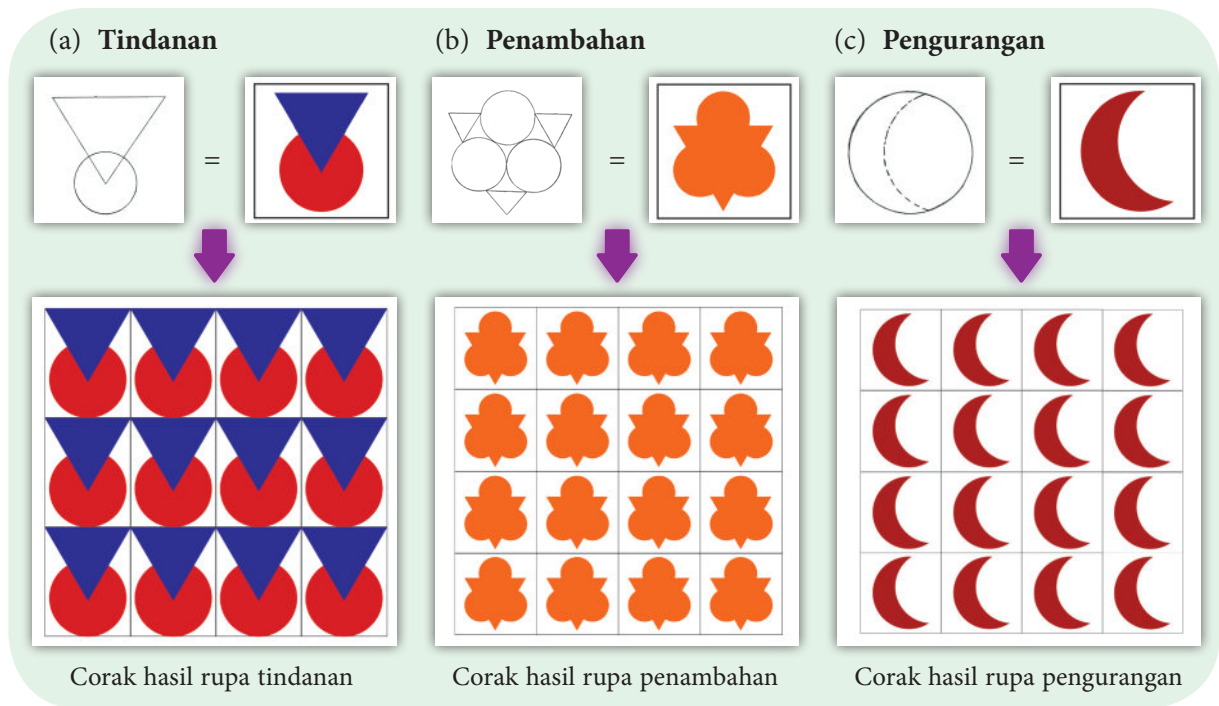 (a) Tindanan
(b) Penambahan
(c) Pengurangan
=
=
=
Corak hasil rupa tindanan
Corak hasil rupa penambahan
Corak hasil rupa pengurangan